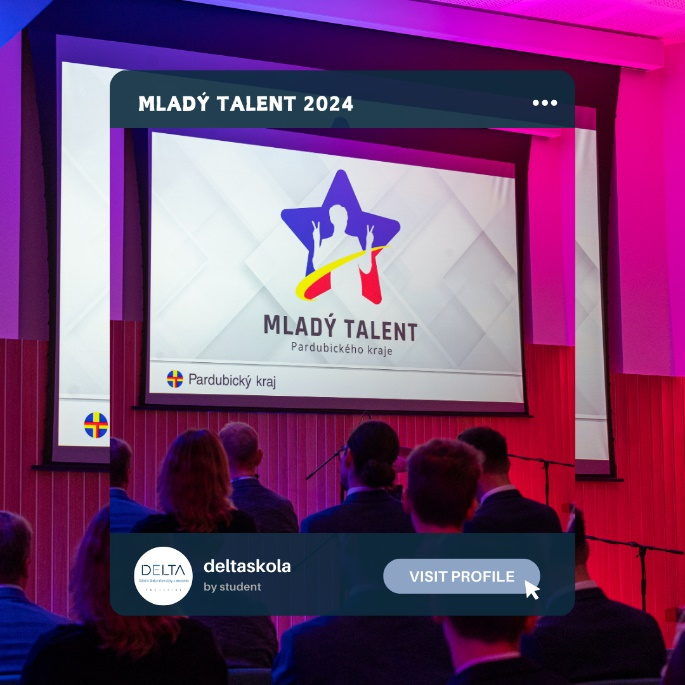 MLADÝ TALENT 2024
MLADÝ TALENT
Pardubického kraje
Pardubický kraj
DELTA
deltaskola
by student
VISIT PROFILE